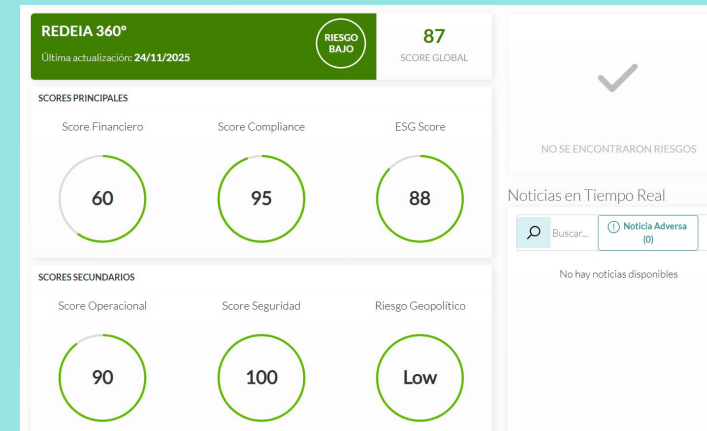 REDEIA 360º
Última actualización: 24/11/2025
RIESGO
BAJO
87
SCORE GLOBAL
SCORES PRINCIPALES
Score Financiero
Score Compliance
ESG Score
60
95
88
SCORES SECUNDARIOS
Score Operacional
Score Seguridad
Riesgo Geopolítico
90
100
Low
NO SE ENCONTRARON RIESGOS
Noticias en Tiempo Real
Buscar...
Noticia Adversa
(0)
No hay noticias disponibles